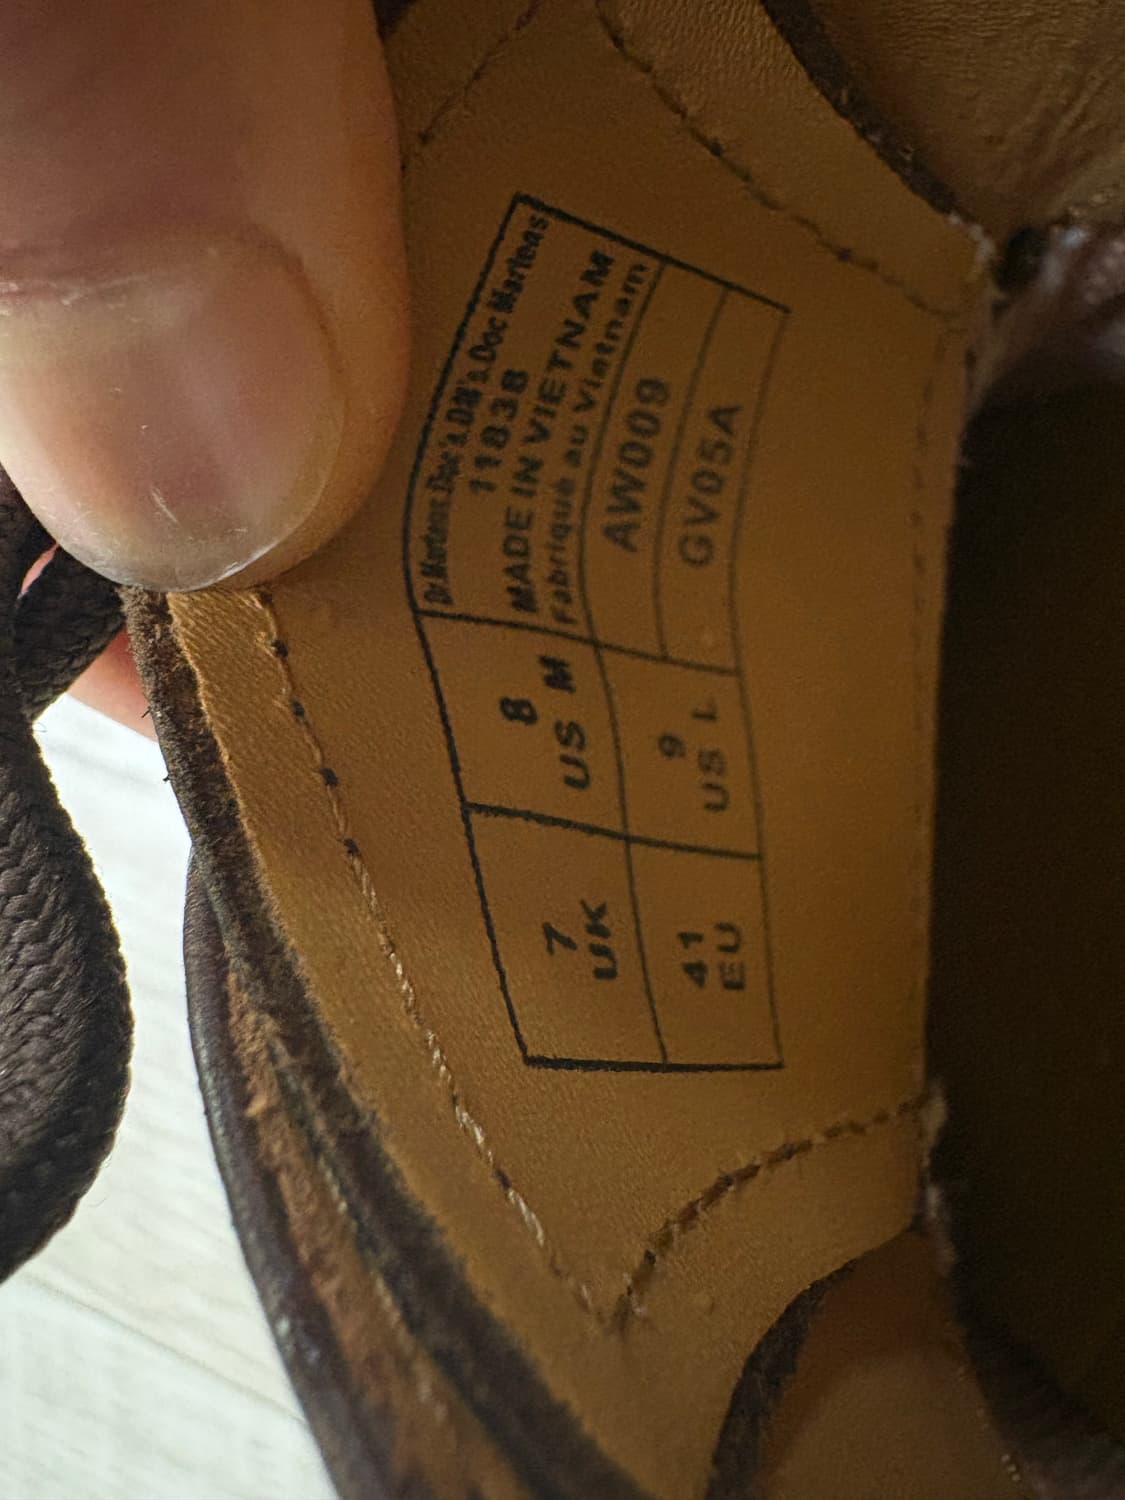 Dr.Martens.Doc's.DM's.Doc Martens
11838
MADE IN VIETNAM
Fabriqué au Vietnam
AW009
GV05A
8
US M
9
US L
7
UK
41
EU